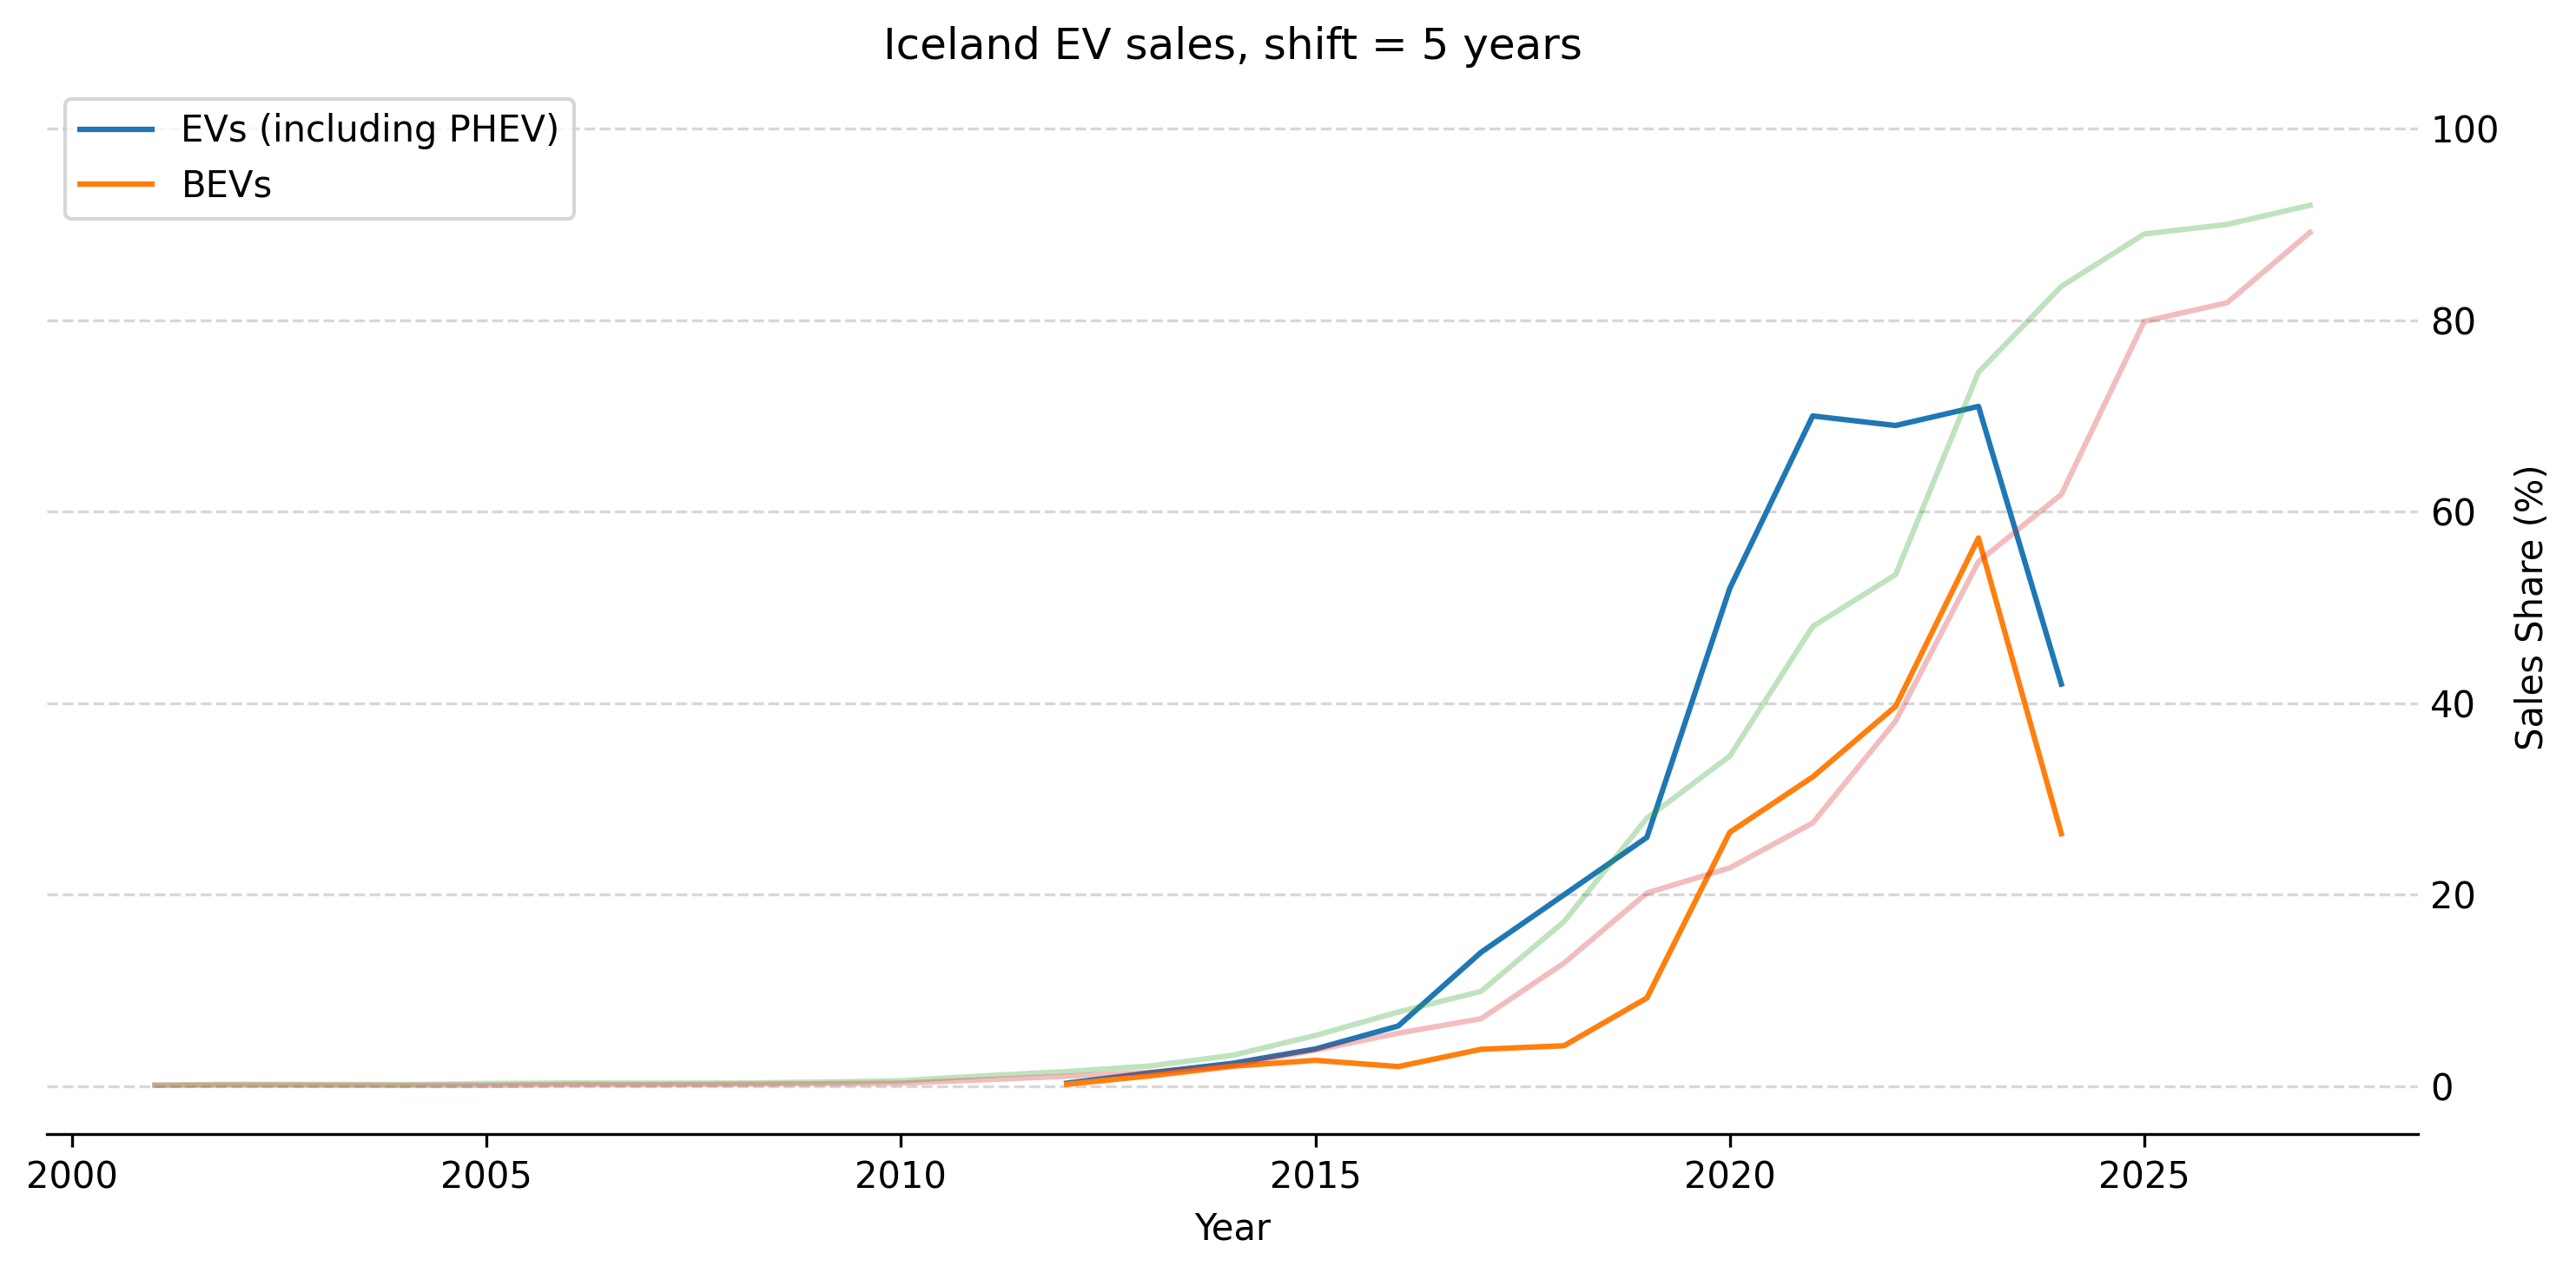 Iceland EV sales, shift = 5 years
EVs (including PHEV)
BEVs
100
80
60
40
20
0
Sales Share (%)
2000 2005 2010 2015 2020 2025
Year